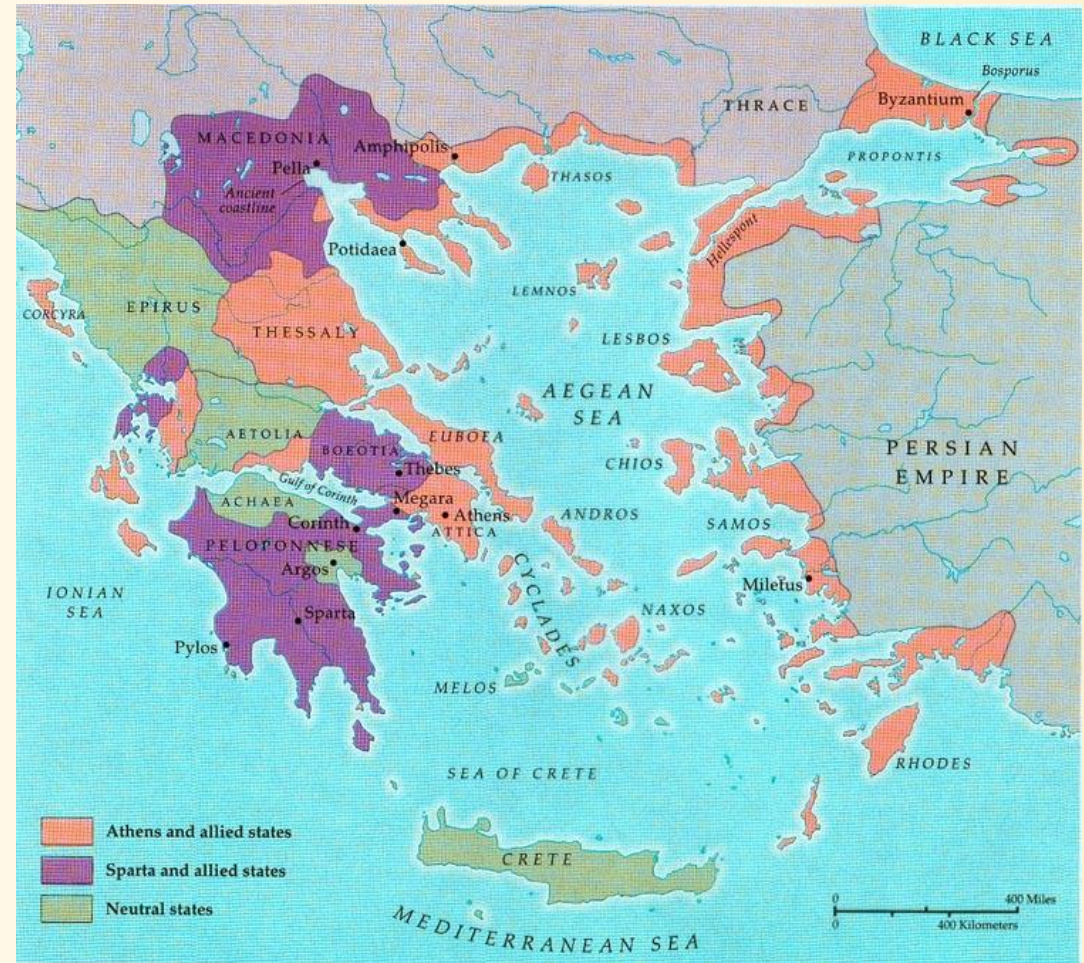 BLACK SEA
Bosporus
THRACE
Byzantium
MACEDONIA
Amphipolis
PROPONTIS
Pella
THASOS
Ancient
coastline
Hellespont
Potidaea
LEMNOS
EPIRUS
CORCYRA
THESSALY
LESBOS
AEGEAN
SEA
AETOLIA
EUBOEA
BOEOTIA
PERSIAN
EMPIRE
Thebes
CHIOS
Gulf of Corinth
ACHAEA
Megara
Corinth
Athens
ANDROS
ATTICA
SAMOS
PELOPONNESE
Argos
CYCLADES
Miletus
IONIAN
SEA
NAXOS
Sparta
Pylos
MELOS
RHODES
SEA OF CRETE
Athens and allied states
CRETE
Sparta and allied states
Neutral states
0 400 Miles
0 400 Kilometers
MEDITERRANEAN SEA